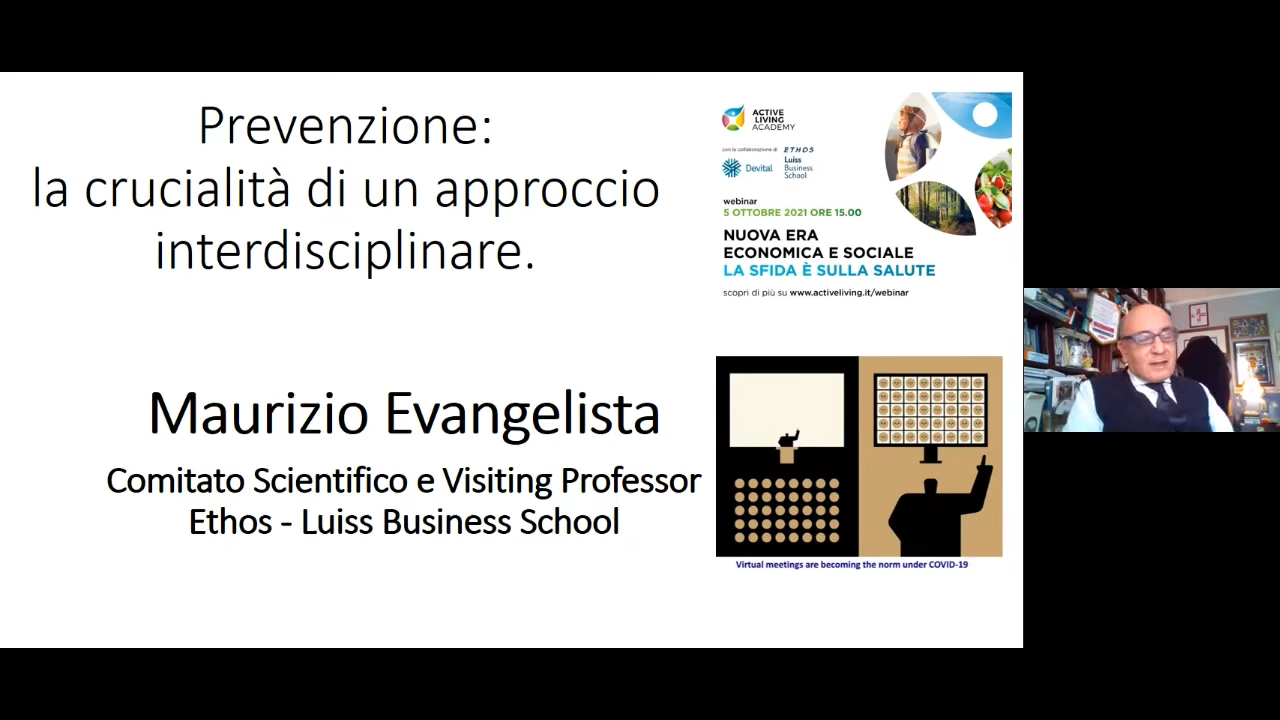 Prevenzione:
la crucialità di un approccio
interdisciplinare.
Maurizio Evangelista
Comitato Scientifico e Visiting Professor
Ethos - Luiss Business School
ACTIVE
LIVING
ACADEMY
con la collaborazione di ETHOS
Devital
Luiss
Business
School
webinar
5 OTTOBRE 2021 ORE 15.00
NUOVA ERA
ECONOMICA E SOCIALE
LA SFIDA È SULLA SALUTE
scopri di più su www.activeliving.it/webinar
Virtual meetings are becoming the norm under COVID-19